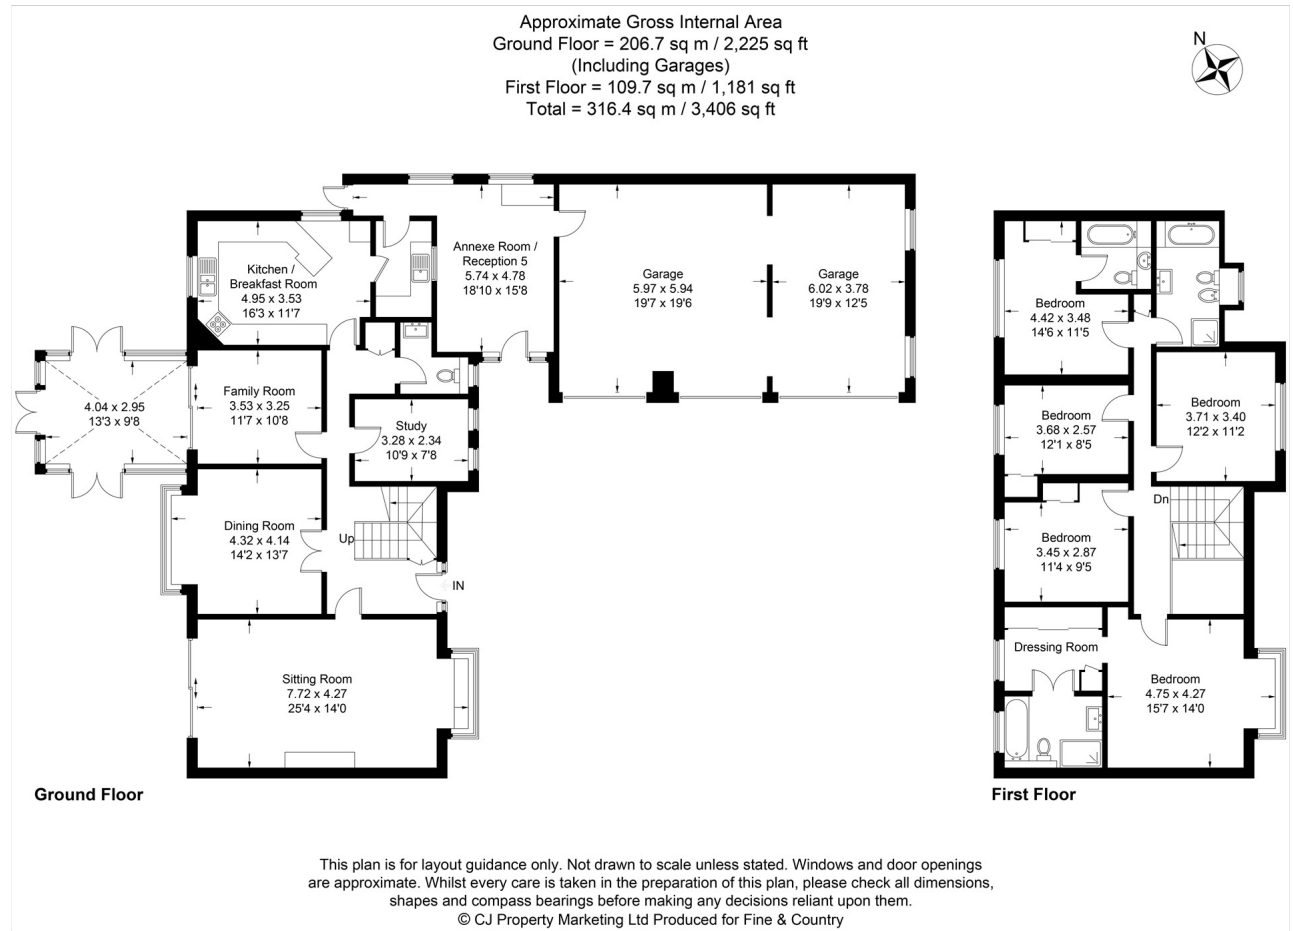 Approximate Gross Internal Area
Ground Floor = 206.7 sq m / 2,225 sq ft
(Including Garages)
First Floor = 109.7 sq m / 1,181 sq ft
Total = 316.4 sq m / 3,406 sq ft
N
Kitchen /
Breakfast Room
4.95 x 3.53
16'3 x 11'7
Annexe Room /
Reception 5
5.74 x 4.78
18'10 x 15'8
Garage
5.97 x 5.94
19'7 x 19'6
Garage
6.02 x 3.78
19'9 x 12'5
4.04 x 2.95
13'3 x 9'8
Family Room
3.53 x 3.25
11'7 x 10'8
Study
3.28 x 2.34
10'9 x 7'8
Dining Room
4.32 x 4.14
14'2 x 13'7
Up
IN
Sitting Room
7.72 x 4.27
25'4 x 14'0
Ground Floor
Bedroom
4.42 x 3.48
14'6 x 11'5
Bedroom
3.68 x 2.57
12'1 x 8'5
Bedroom
3.71 x 3.40
12'2 x 11'2
Dn
Bedroom
3.45 x 2.87
11'4 x 9'5
Dressing Room
Bedroom
4.75 x 4.27
15'7 x 14'0
First Floor
This plan is for layout guidance only. Not drawn to scale unless stated. Windows and door openings
are approximate. Whilst every care is taken in the preparation of this plan, please check all dimensions,
shapes and compass bearings before making any decisions reliant upon them.
© CJ Property Marketing Ltd Produced for Fine & Country